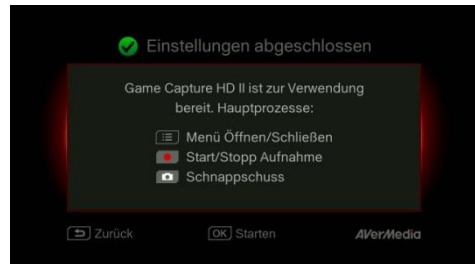 Einstellungen abgeschlossen
Game Capture HD II ist zur Verwendung
bereit. Hauptprozesse:
Menü Öffnen/Schließen
Start/Stopp Aufnahme
Schnappschuss
Zurück
OK Starten
AVerMedia